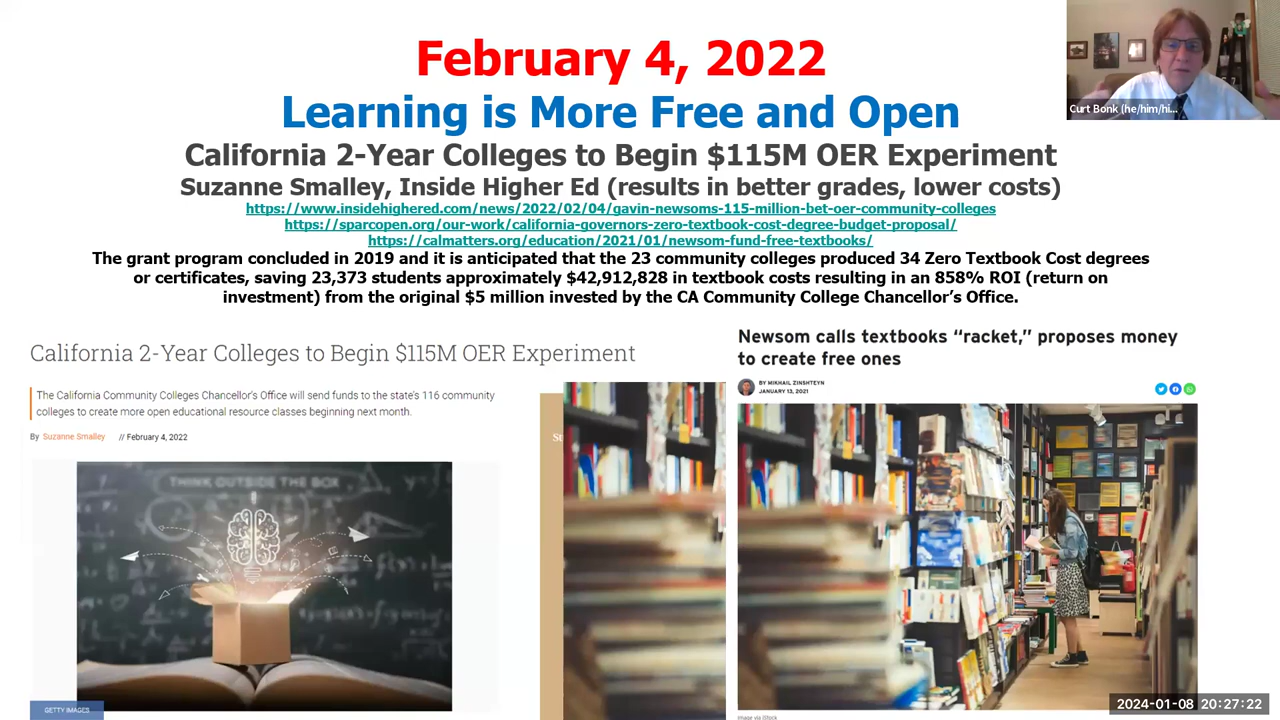 February 4, 2022
Learning is More Free and Open
California 2-Year Colleges to Begin $115M OER Experiment
Suzanne Smalley, Inside Higher Ed (results in better grades, lower costs)
https://www.insidehighered.com/news/2022/02/04/gavin-newsoms-115-million-bet-oer-community-colleges
https://sparcopen.org/our-work/california-governors-zero-textbook-cost-degree-budget-proposal/
https://calmatters.org/education/2021/01/newsom-fund-free-textbooks/
The grant program concluded in 2019 and it is anticipated that the 23 community colleges produced 34 Zero Textbook Cost degrees
or certificates, saving 23,373 students approximately $42,912,828 in textbook costs resulting in an 858% ROI (return on
investment) from the original $5 million invested by the CA Community College Chancellor's Office.
Curt Bonk (he/him/hi...
California 2-Year Colleges to Begin $115M OER Experiment
The California Community Colleges Chancellor's Office will send funds to the state's 116 community
colleges to create more open educational resource classes beginning next month.
By Suzanne Smalley // February 4, 2022
THINK OUTSIDE THE BOX
GETTY IMAGES
Su
Newsom calls textbooks “racket,” proposes money
to create free ones
BY MIKHAIL ZINSHTEYN
JANUARY 13, 2021
Image via iStock
2024-01-08 20:27:22